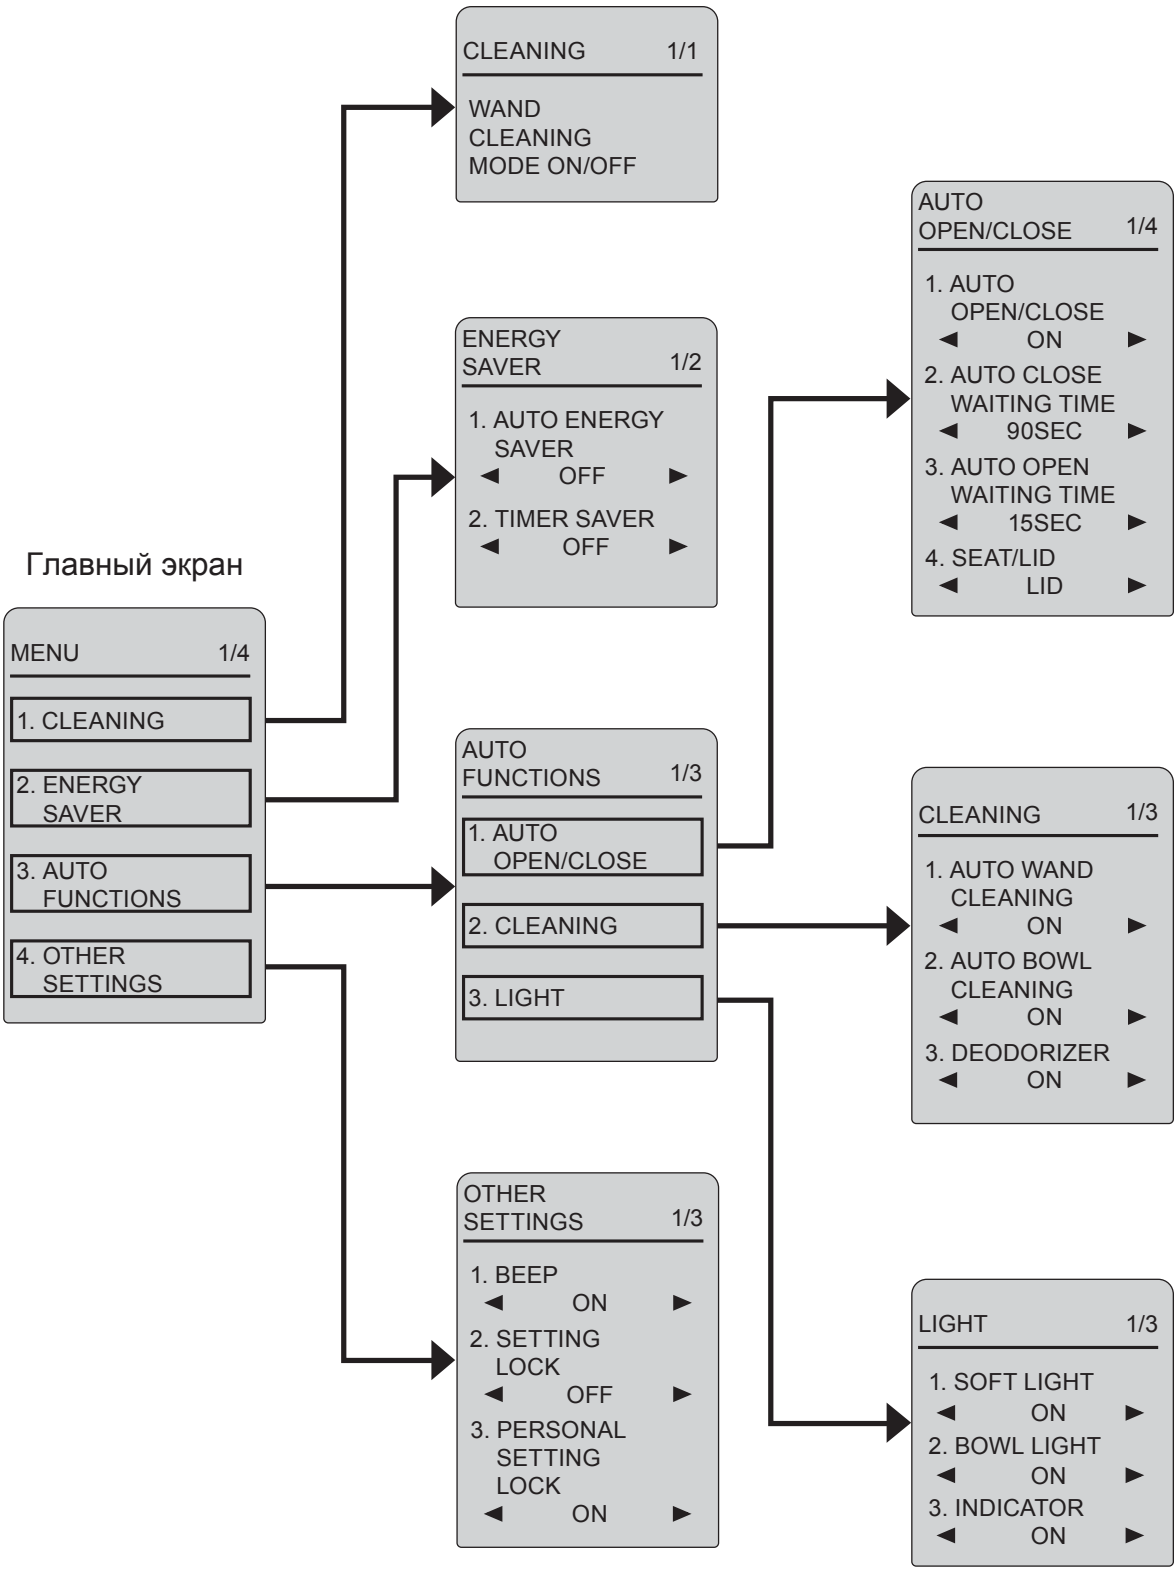 Главный экран
MENU 1/4
1. CLEANING
2. ENERGY
SAVER
3. AUTO
FUNCTIONS
4. OTHER
SETTINGS
CLEANING 1/1
WAND
CLEANING
MODE ON/OFF
ENERGY
SAVER 1/2
1. AUTO ENERGY
SAVER
◀ OFF ▶
2. TIMER SAVER
◀ OFF ▶
AUTO
FUNCTIONS 1/3
1. AUTO
OPEN/CLOSE
2. CLEANING
3. LIGHT
OTHER
SETTINGS 1/3
1. BEEP
◀ ON ▶
2. SETTING
LOCK
◀ OFF ▶
3. PERSONAL
SETTING
LOCK
◀ ON ▶
AUTO
OPEN/CLOSE 1/4
1. AUTO
OPEN/CLOSE
◀ ON ▶
2. AUTO CLOSE
WAITING TIME
◀ 90SEC ▶
3. AUTO OPEN
WAITING TIME
◀ 15SEC ▶
4. SEAT/LID
◀ LID ▶
CLEANING 1/3
1. AUTO WAND
CLEANING
◀ ON ▶
2. AUTO BOWL
CLEANING
◀ ON ▶
3. DEODORIZER
◀ ON ▶
LIGHT 1/3
1. SOFT LIGHT
◀ ON ▶
2. BOWL LIGHT
◀ ON ▶
3. INDICATOR
◀ ON ▶